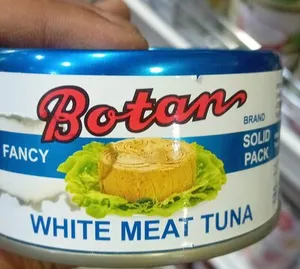 Botan
BRAND
FANCY
SOLID
PACK
WHITE MEAT TUNA